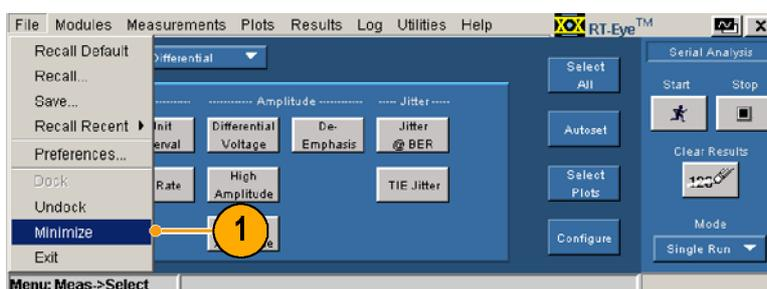 File Modules Measurements Plots Results Log Utilities Help RT-Eye™
Recall Default
Recall...
Save...
Recall Recent
Preferences...
Dock
Undock
Minimize
Exit
Differential
Amplitude
Jitter
Differential Voltage
De-Emphasis
Jitter @ BER
Rate
High Amplitude
TIE Jitter
1
Select All
Autoset
Select Plots
Configure
Serial Analysis
Start Stop
Clear Results
123
Mode
Single Run
Menu: Meas->Select